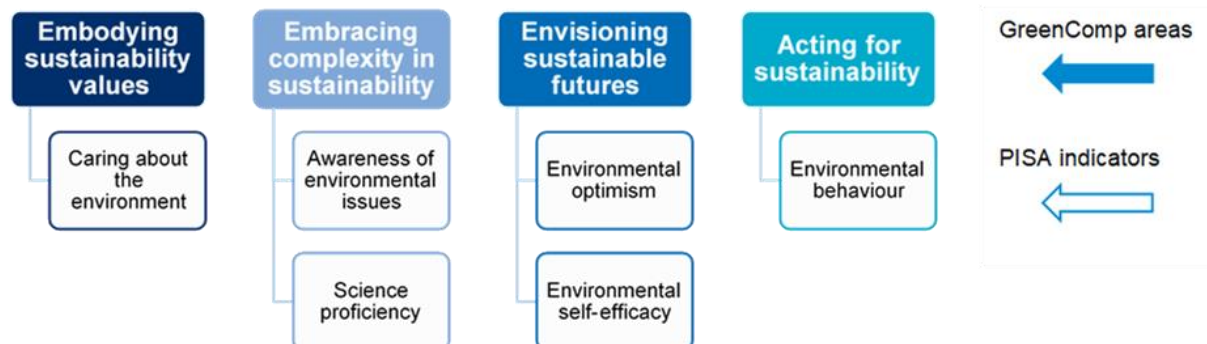 Embodying
sustainability
values
Caring about
the
environment
Embracing
complexity in
sustainability
Awareness of
environmental
issues
Science
proficiency
Envisioning
sustainable
futures
Environmental
optimism
Environmental
self-efficacy
Acting for
sustainability
Environmental
behaviour
GreenComp areas
PISA indicators